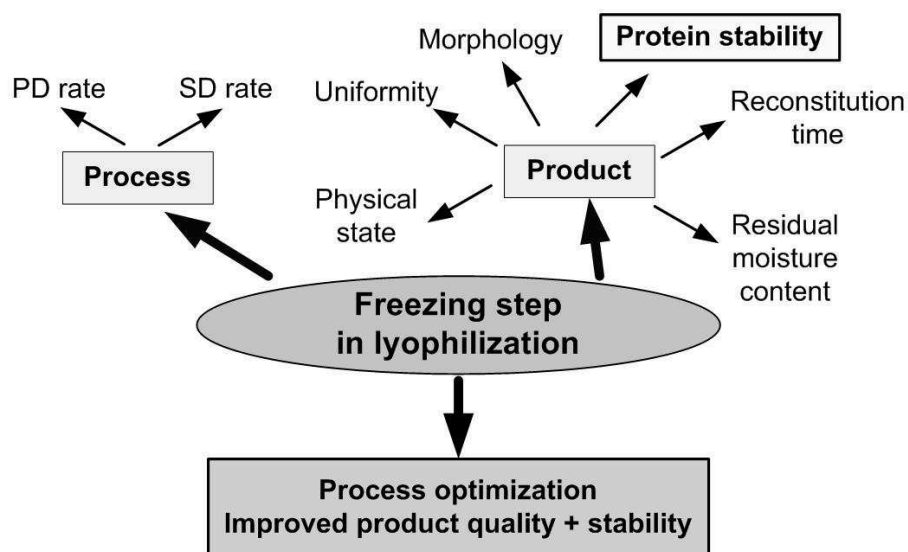 Morphology
Protein stability
PD rate
SD rate
Uniformity
Reconstitution
time
Process
Product
Physical
state
Residual
moisture
content
Freezing step
in lyophilization
Process optimization
Improved product quality + stability